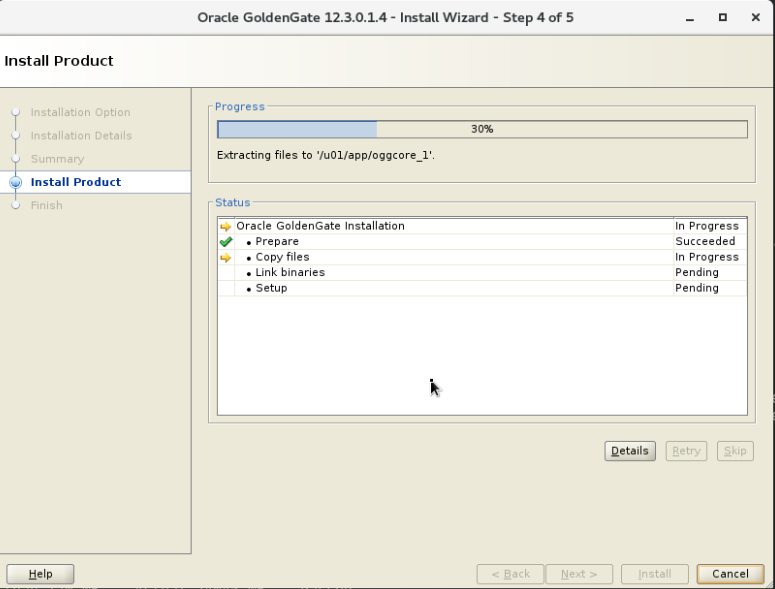 Oracle GoldenGate 12.3.0.1.4 - Install Wizard - Step 4 of 5
Install Product
Installation Option
Installation Details
Summary
Install Product
Finish
Progress
30%
Extracting files to '/u01/app/oggcore_1'.
Status
Oracle GoldenGate Installation In Progress
• Prepare Succeeded
• Copy files In Progress
• Link binaries Pending
• Setup Pending
Details Retry Skip
Help < Back Next > Install Cancel